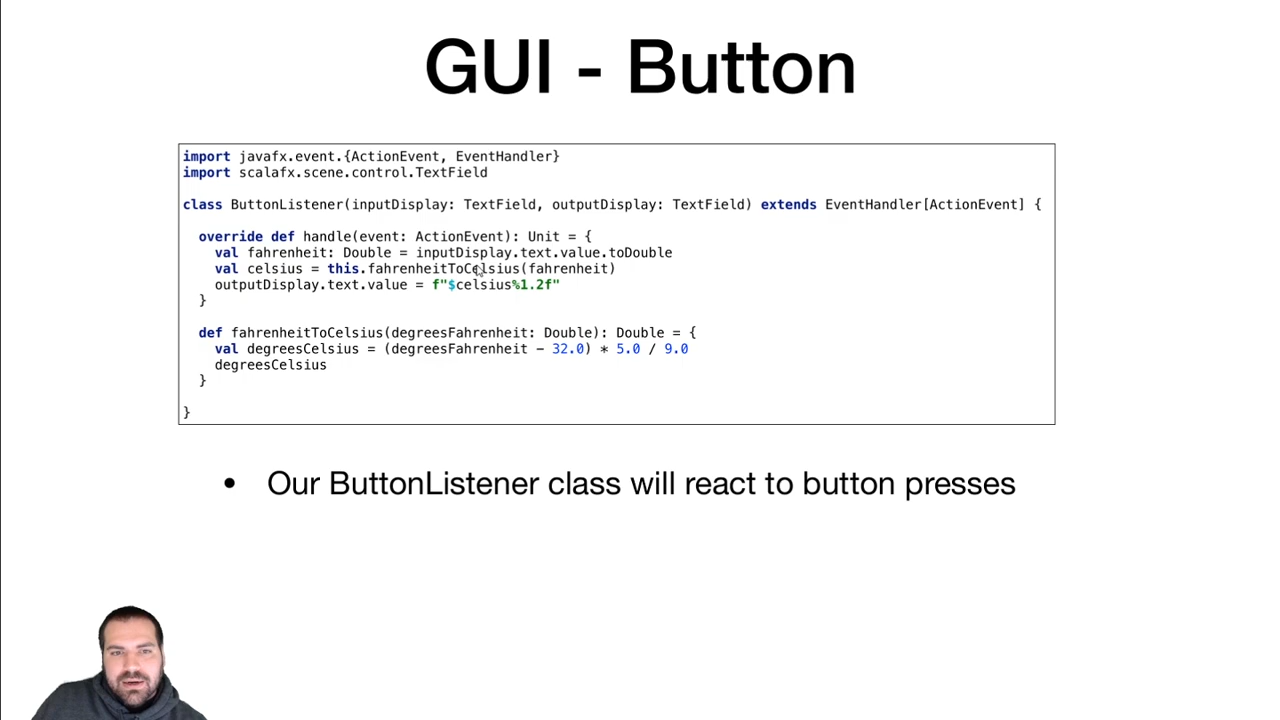 GUI - Button
import javafx.event.{ActionEvent, EventHandler}
import scalafx.scene.control.TextField
class ButtonListener(inputDisplay: TextField, outputDisplay: TextField) extends EventHandler[ActionEvent] {
override def handle(event: ActionEvent): Unit = {
val fahrenheit: Double = inputDisplay.text.value.toDouble
val celsius = this.fahrenheitToCelsius(fahrenheit)
outputDisplay.text.value = f"$celsius%1.2f"
}
def fahrenheitToCelsius(degreesFahrenheit: Double): Double = {
val degreesCelsius = (degreesFahrenheit - 32.0) * 5.0 / 9.0
degreesCelsius
}
}
• Our ButtonListener class will react to button presses